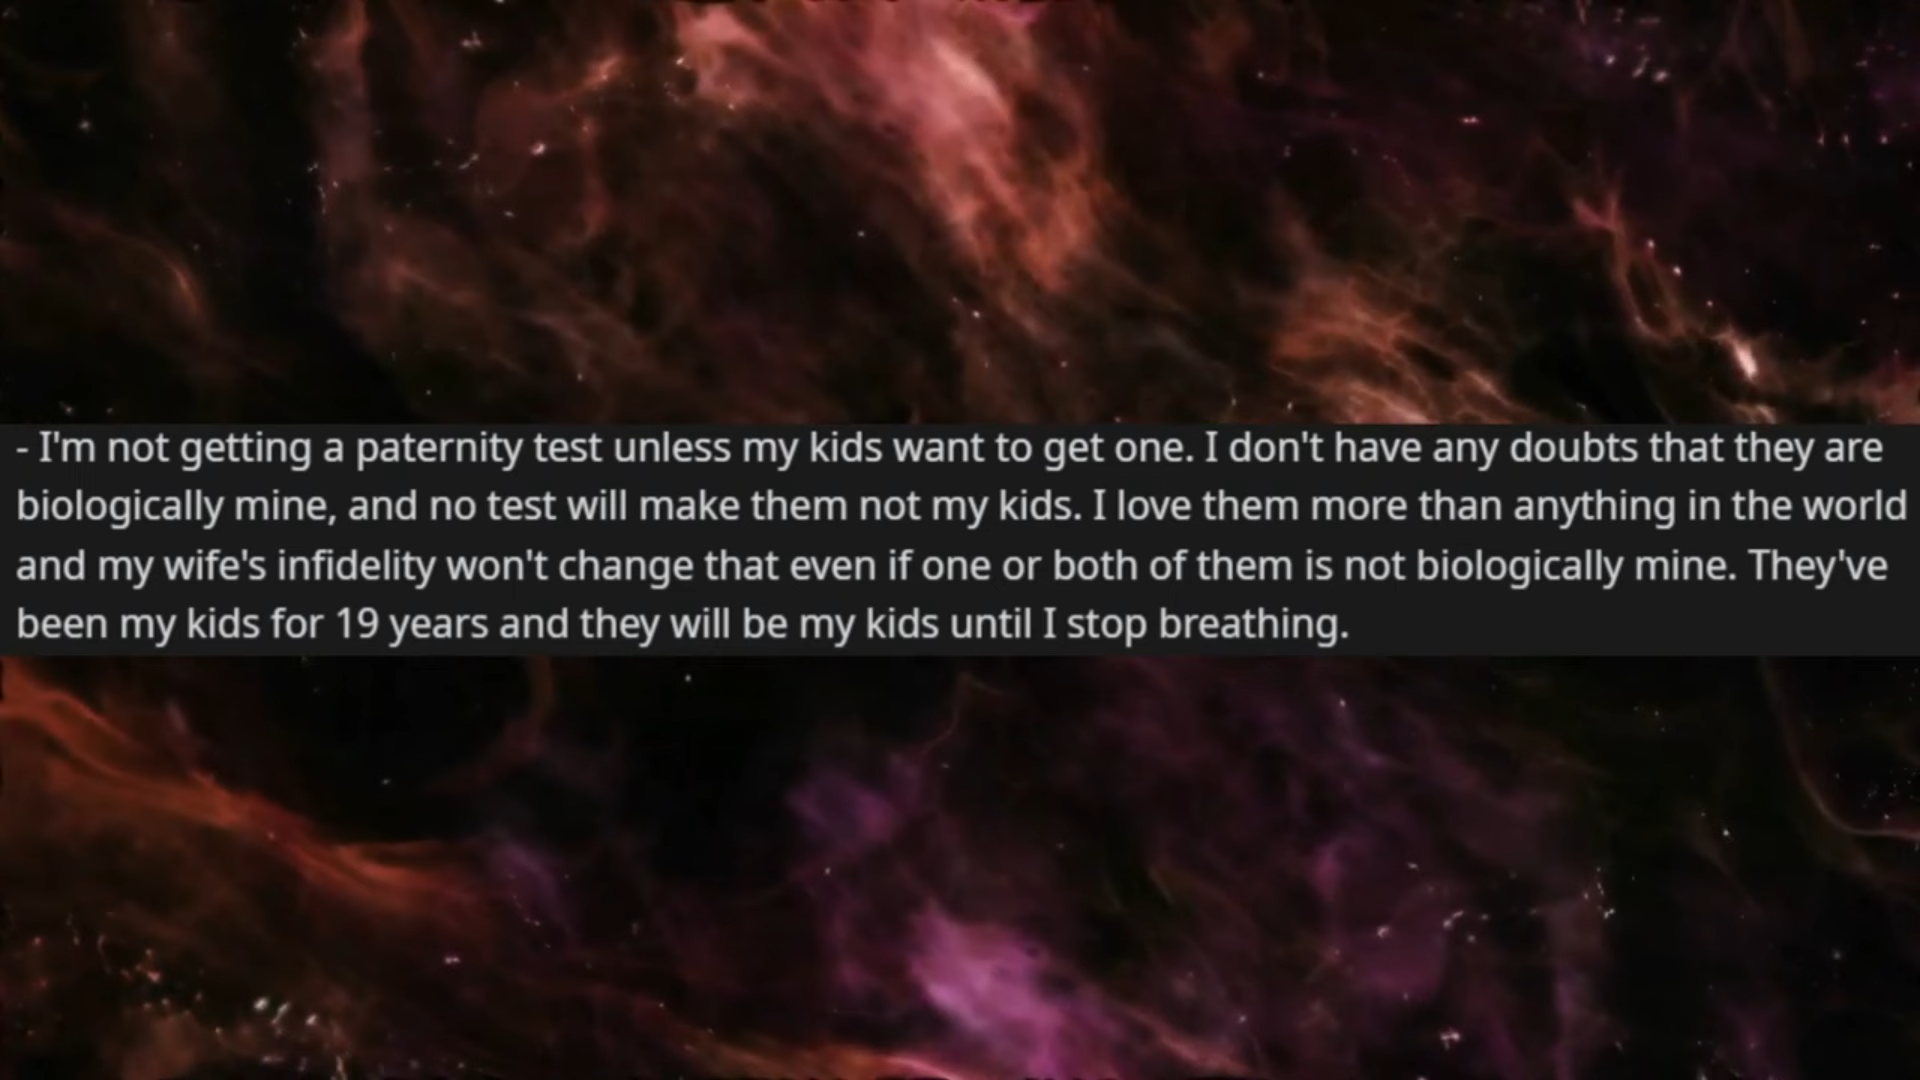 - I'm not getting a paternity test unless my kids want to get one. I don't have any doubts that they are
biologically mine, and no test will make them not my kids. I love them more than anything in the world
and my wife's infidelity won't change that even if one or both of them is not biologically mine. They've
been my kids for 19 years and they will be my kids until I stop breathing.